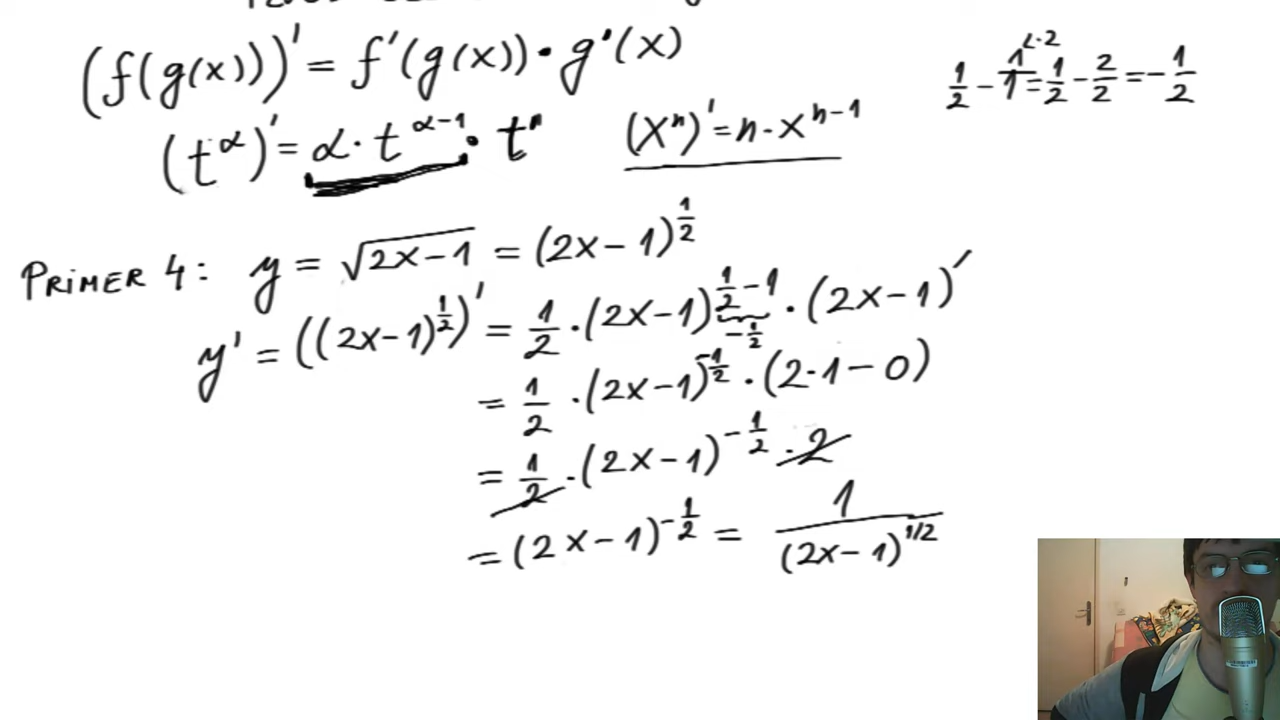 (f(g(x)))' = f'(g(x)) · g'(x)
1/2 - 1/1 ^(·2) = 1/2 - 2/2 = -1/2
(t^α)' = α · t^(α-1) · t'
(x^n)' = n · x^(n-1)
PRIMER 4: y = √(2x-1) = (2x-1)^(1/2)
y' = ((2x-1)^(1/2))' = 1/2 · (2x-1)^(1/2 - 1) · (2x-1)'
-1/2
= 1/2 · (2x-1)^(-1/2) · (2·1-0)
= 1/2 · (2x-1)^(-1/2) · 2
= (2x-1)^(-1/2) = 1/(2x-1)^(1/2)